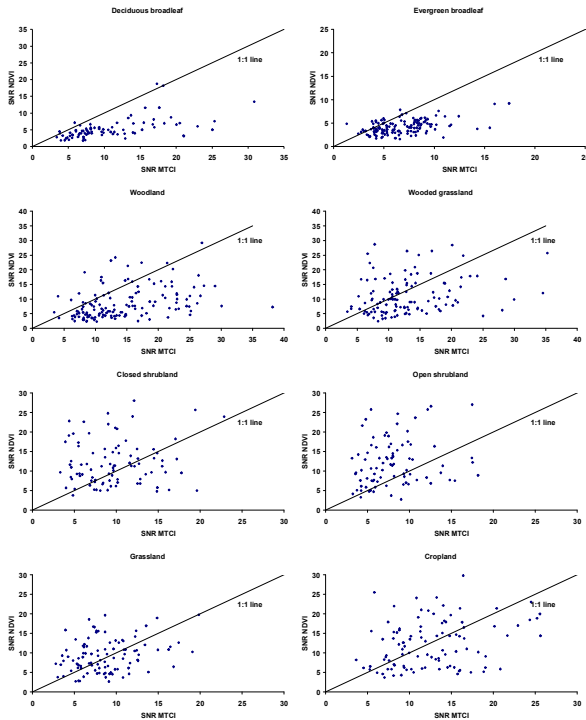 Deciduous broadleaf
35
30
25
20
15
10
5
0
SNR NDVI
1:1 line
0 5 10 15 20 25 30 35
SNR MTCI
Evergreen broadleaf
25
20
15
10
5
0
SNR NDVI
1:1 line
0 5 10 15 20 25
SNR MTCI
Woodland
40
35
30
25
20
15
10
5
0
SNR NDVI
1:1 line
0 5 10 15 20 25 30 35 40
SNR MTCI
Wooded grassland
40
35
30
25
20
15
10
5
0
SNR NDVI
1:1 line
0 5 10 15 20 25 30 35 40
SNR MTCI
Closed shrubland
30
25
20
15
10
5
0
SNR NDVI
1:1 line
0 5 10 15 20 25 30
SNR MTCI
Open shrubland
30
25
20
15
10
5
0
SNR NDVI
1:1 line
0 5 10 15 20 25 30
SNR MTCI
Grassland
30
25
20
15
10
5
0
SNR NDVI
1:1 line
0 5 10 15 20 25 30
SNR MTCI
Cropland
30
25
20
15
10
5
0
SNR NDVI
1:1 line
0 5 10 15 20 25 30
SNR MTCI